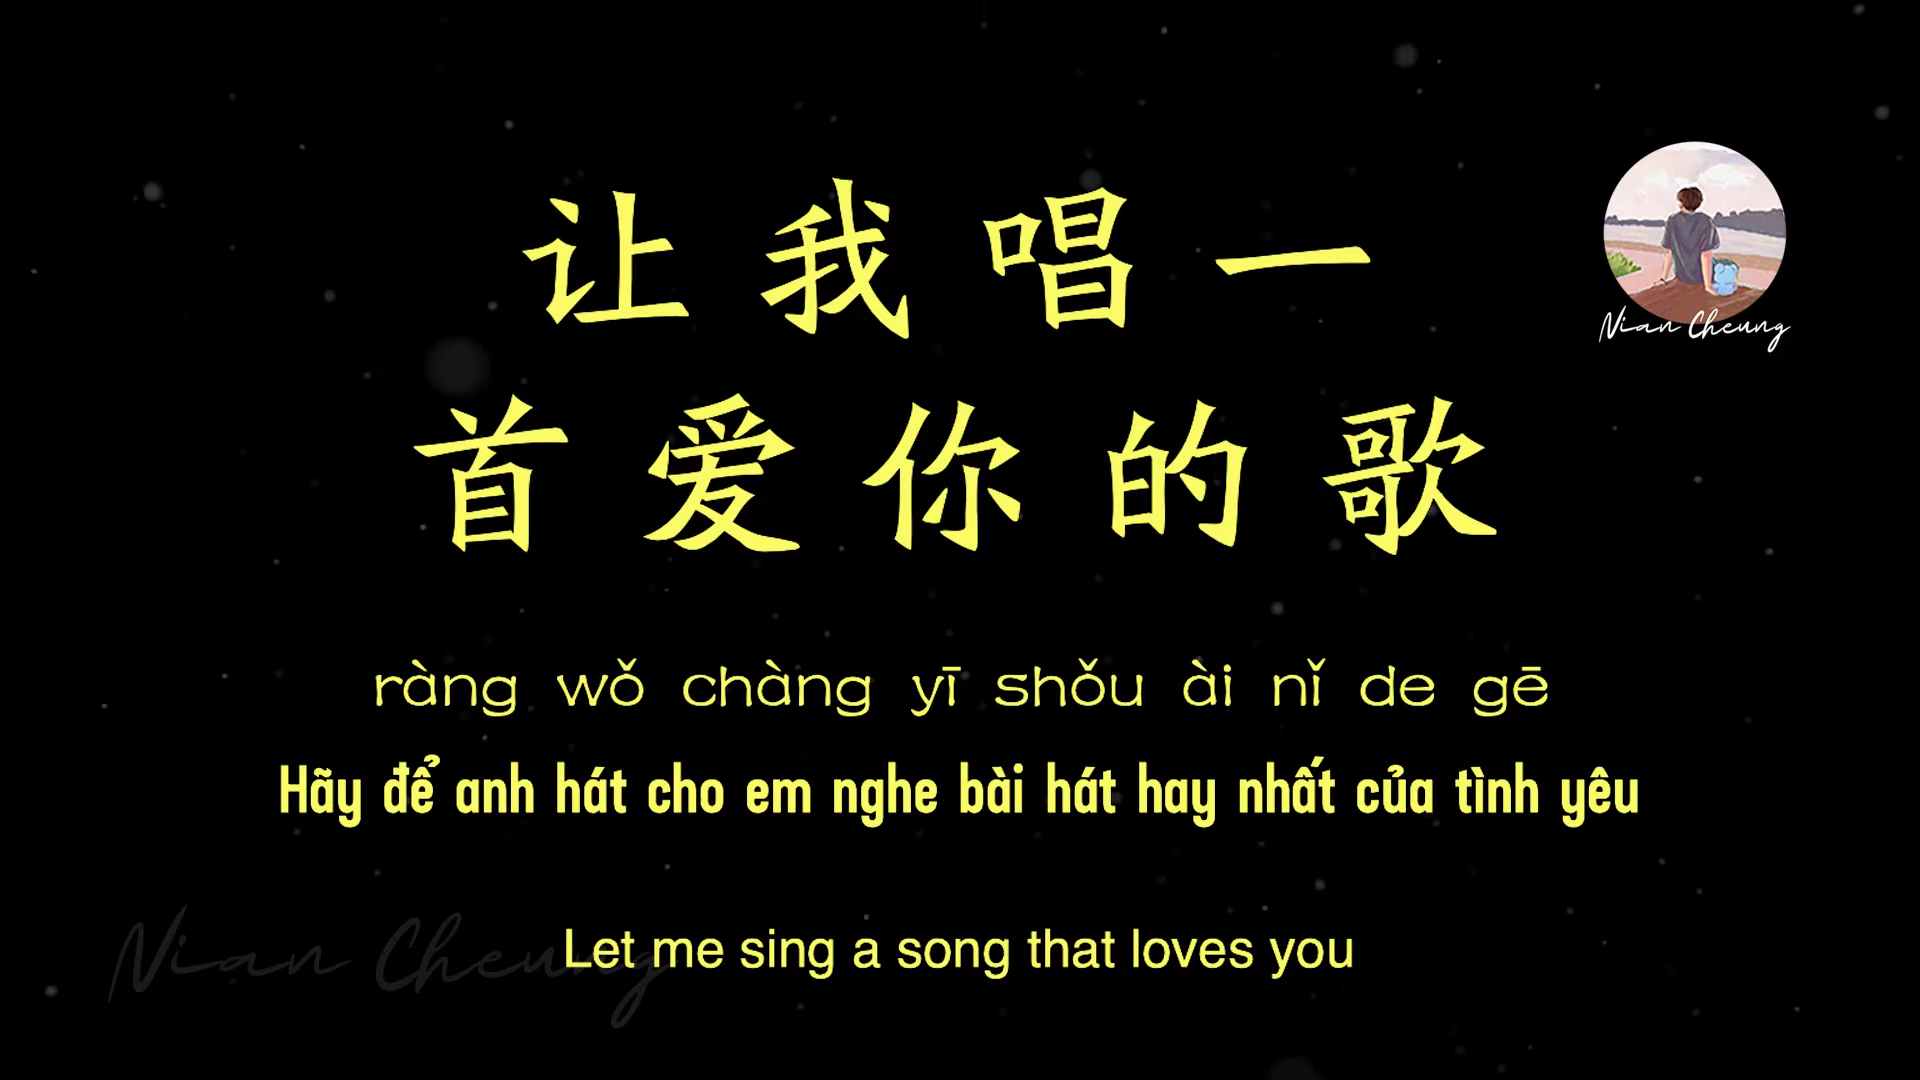 让我唱一
首爱你的歌
ràng wǒ chàng yī shǒu ài nǐ de gē
Hãy để anh hát cho em nghe bài hát hay nhất của tình yêu
Let me sing a song that loves you
Nian Cheung
Nian Cheung